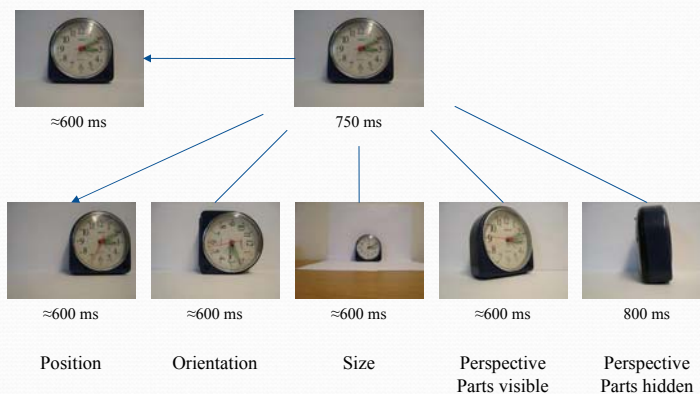 ≈600 ms
750 ms
≈600 ms
≈600 ms
≈600 ms
≈600 ms
800 ms
Position
Orientation
Size
Perspective
Parts visible
Perspective
Parts hidden